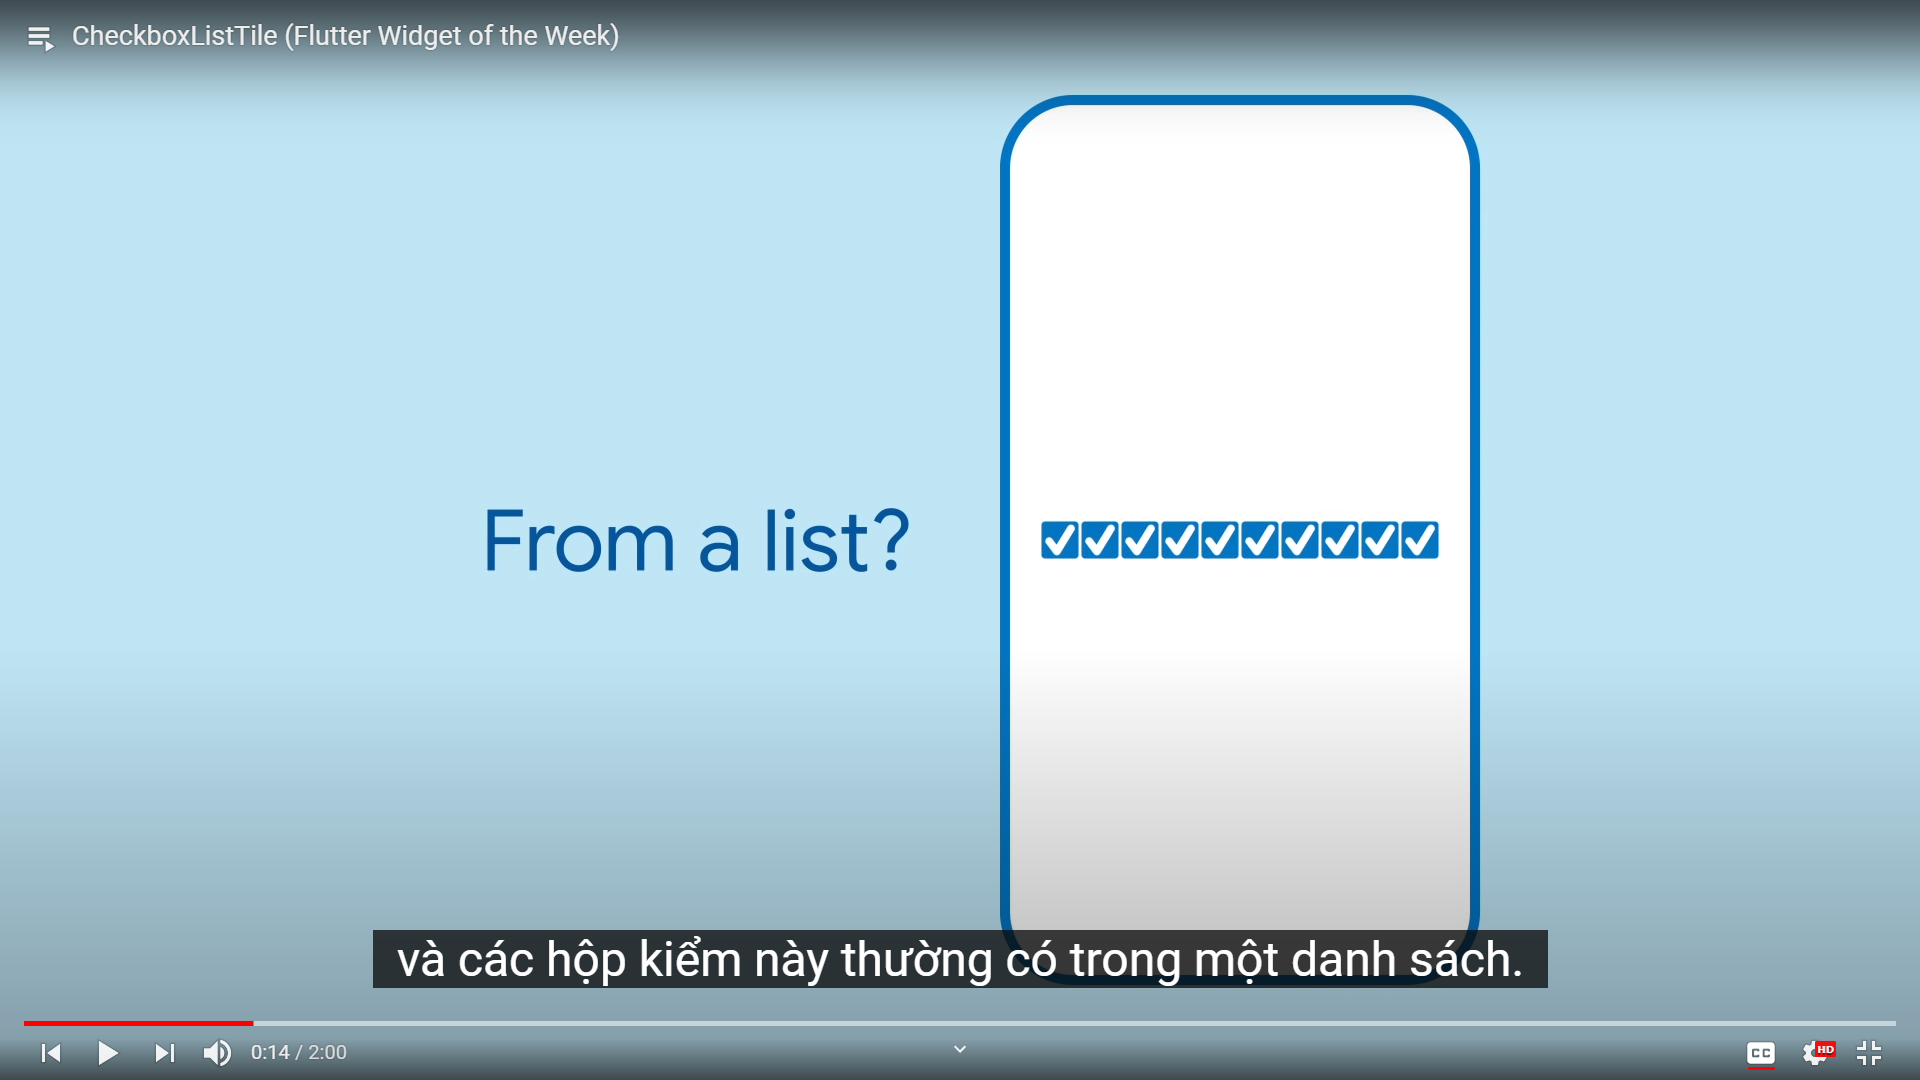 CheckboxListTile (Flutter Widget of the Week)
From a list?
và các hộp kiểm này thường có trong một danh sách.
0:14 / 2:00
CC
HD